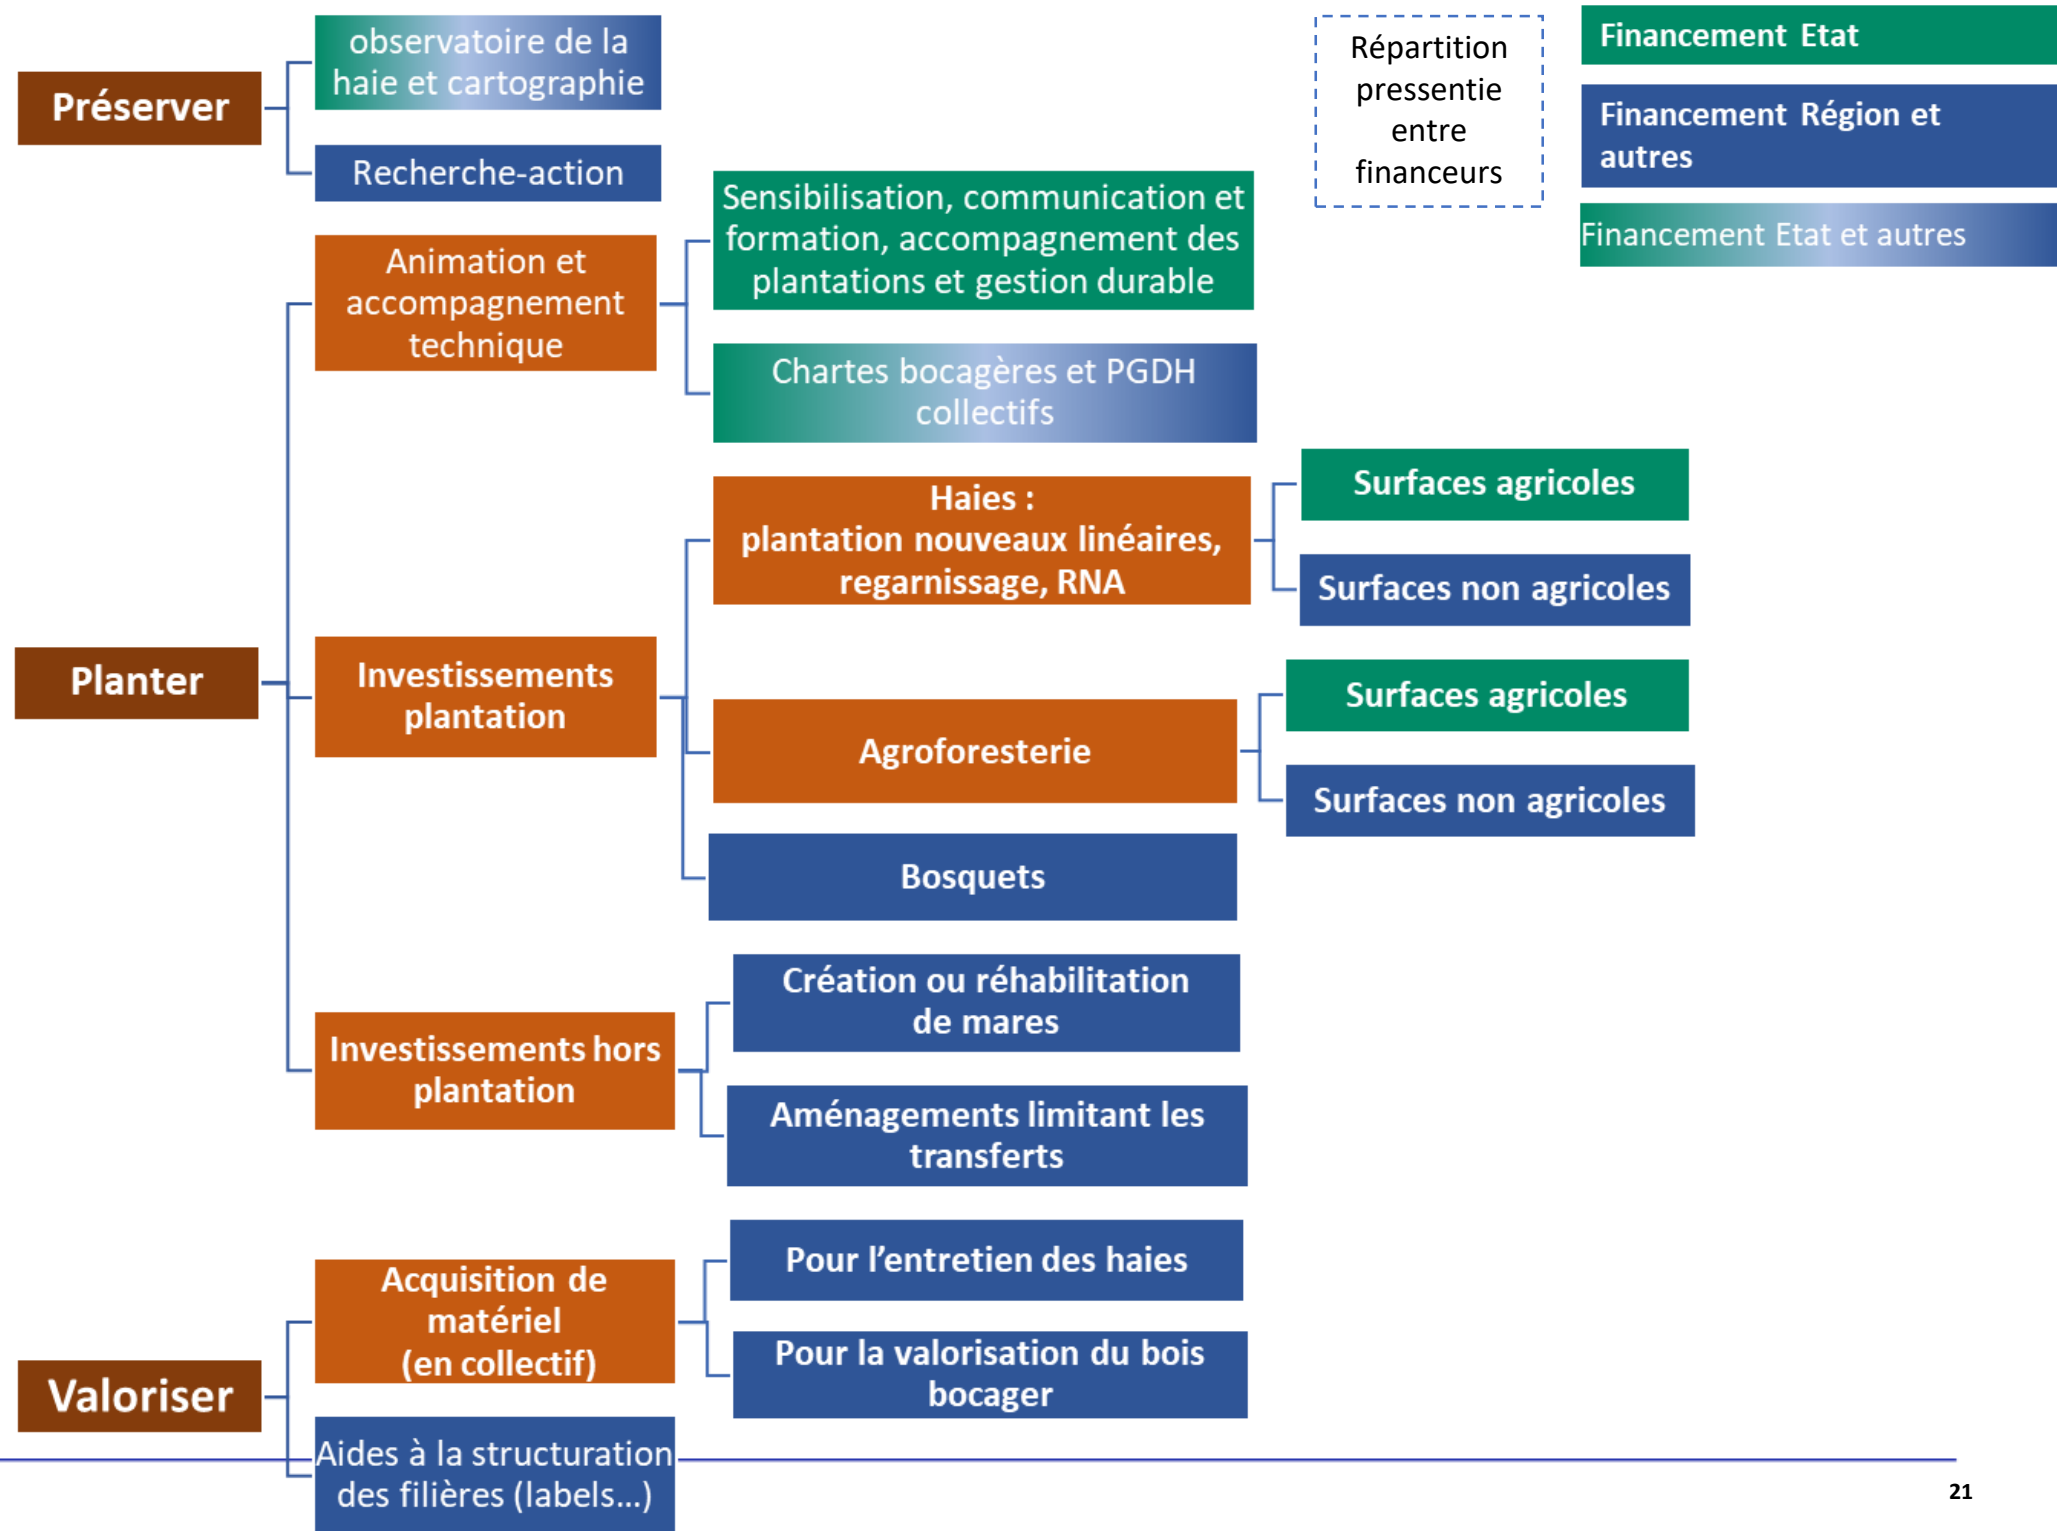 observatoire de la
haie et cartographie
Préserver
Recherche-action
Répartition
pressentie
entre
financeurs
Financement Etat
Financement Région et
autres
Financement Etat et autres
Animation et
accompagnement
technique
Sensibilisation, communication et
formation, accompagnement des
plantations et gestion durable
Chartes bocagères et PGDH
collectifs
Planter
Investissements
plantation
Haies :
plantation nouveaux linéaires,
regarnissage, RNA
Surfaces agricoles
Surfaces non agricoles
Agroforesterie
Surfaces agricoles
Surfaces non agricoles
Bosquets
Investissements hors
plantation
Création ou réhabilitation
de mares
Aménagements limitant les
transferts
Valoriser
Acquisition de
matériel
(en collectif)
Pour l’entretien des haies
Pour la valorisation du bois
bocager
Aides à la structuration
des filières (labels…)
21